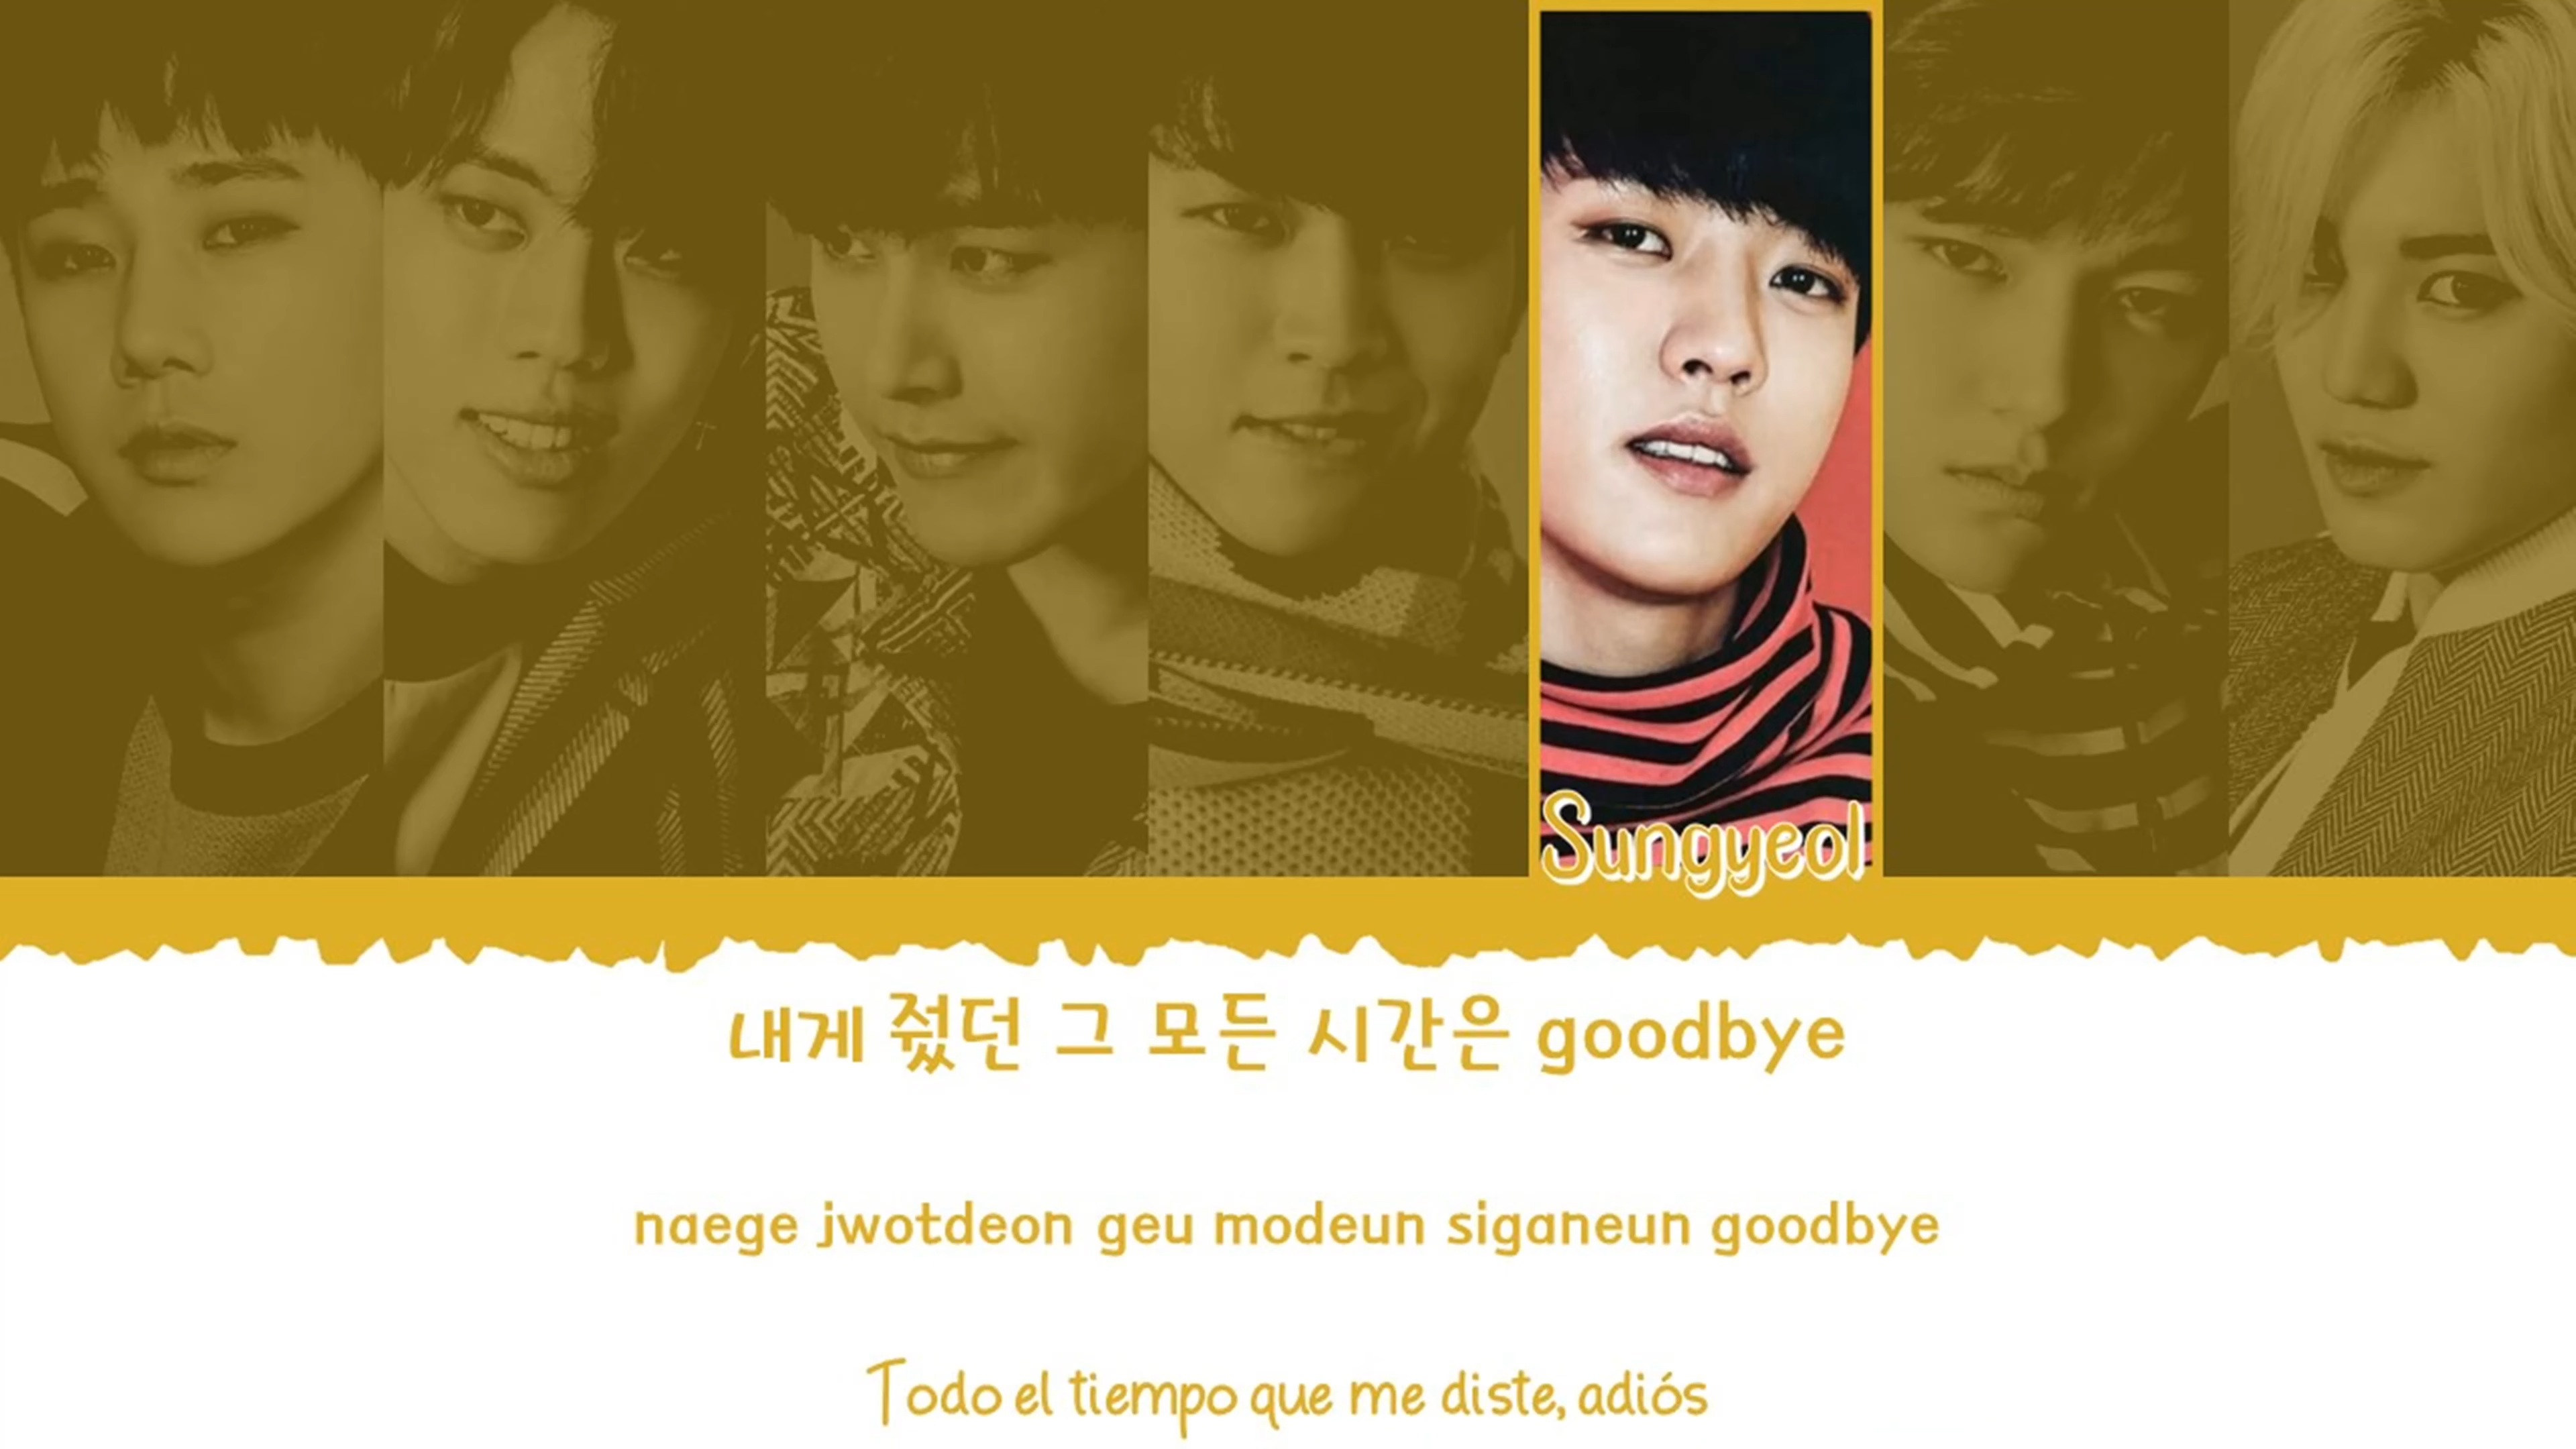 Sungyeol
내게 줬던 그 모든 시간은 goodbye
naege jwotdeon geu modeun siganeun goodbye
Todo el tiempo que me diste, adiós